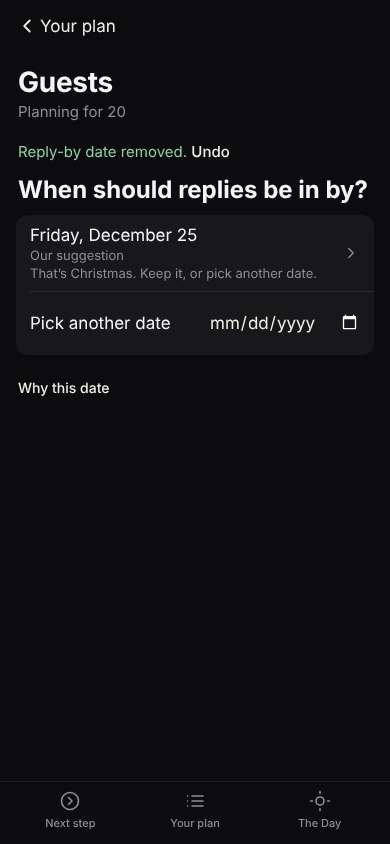 Your plan
Guests
Planning for 20
Reply-by date removed. Undo
When should replies be in by?
Friday, December 25
Our suggestion
That's Christmas. Keep it, or pick another date.
Pick another date mm/dd/yyyy
Why this date
Next step Your plan The Day